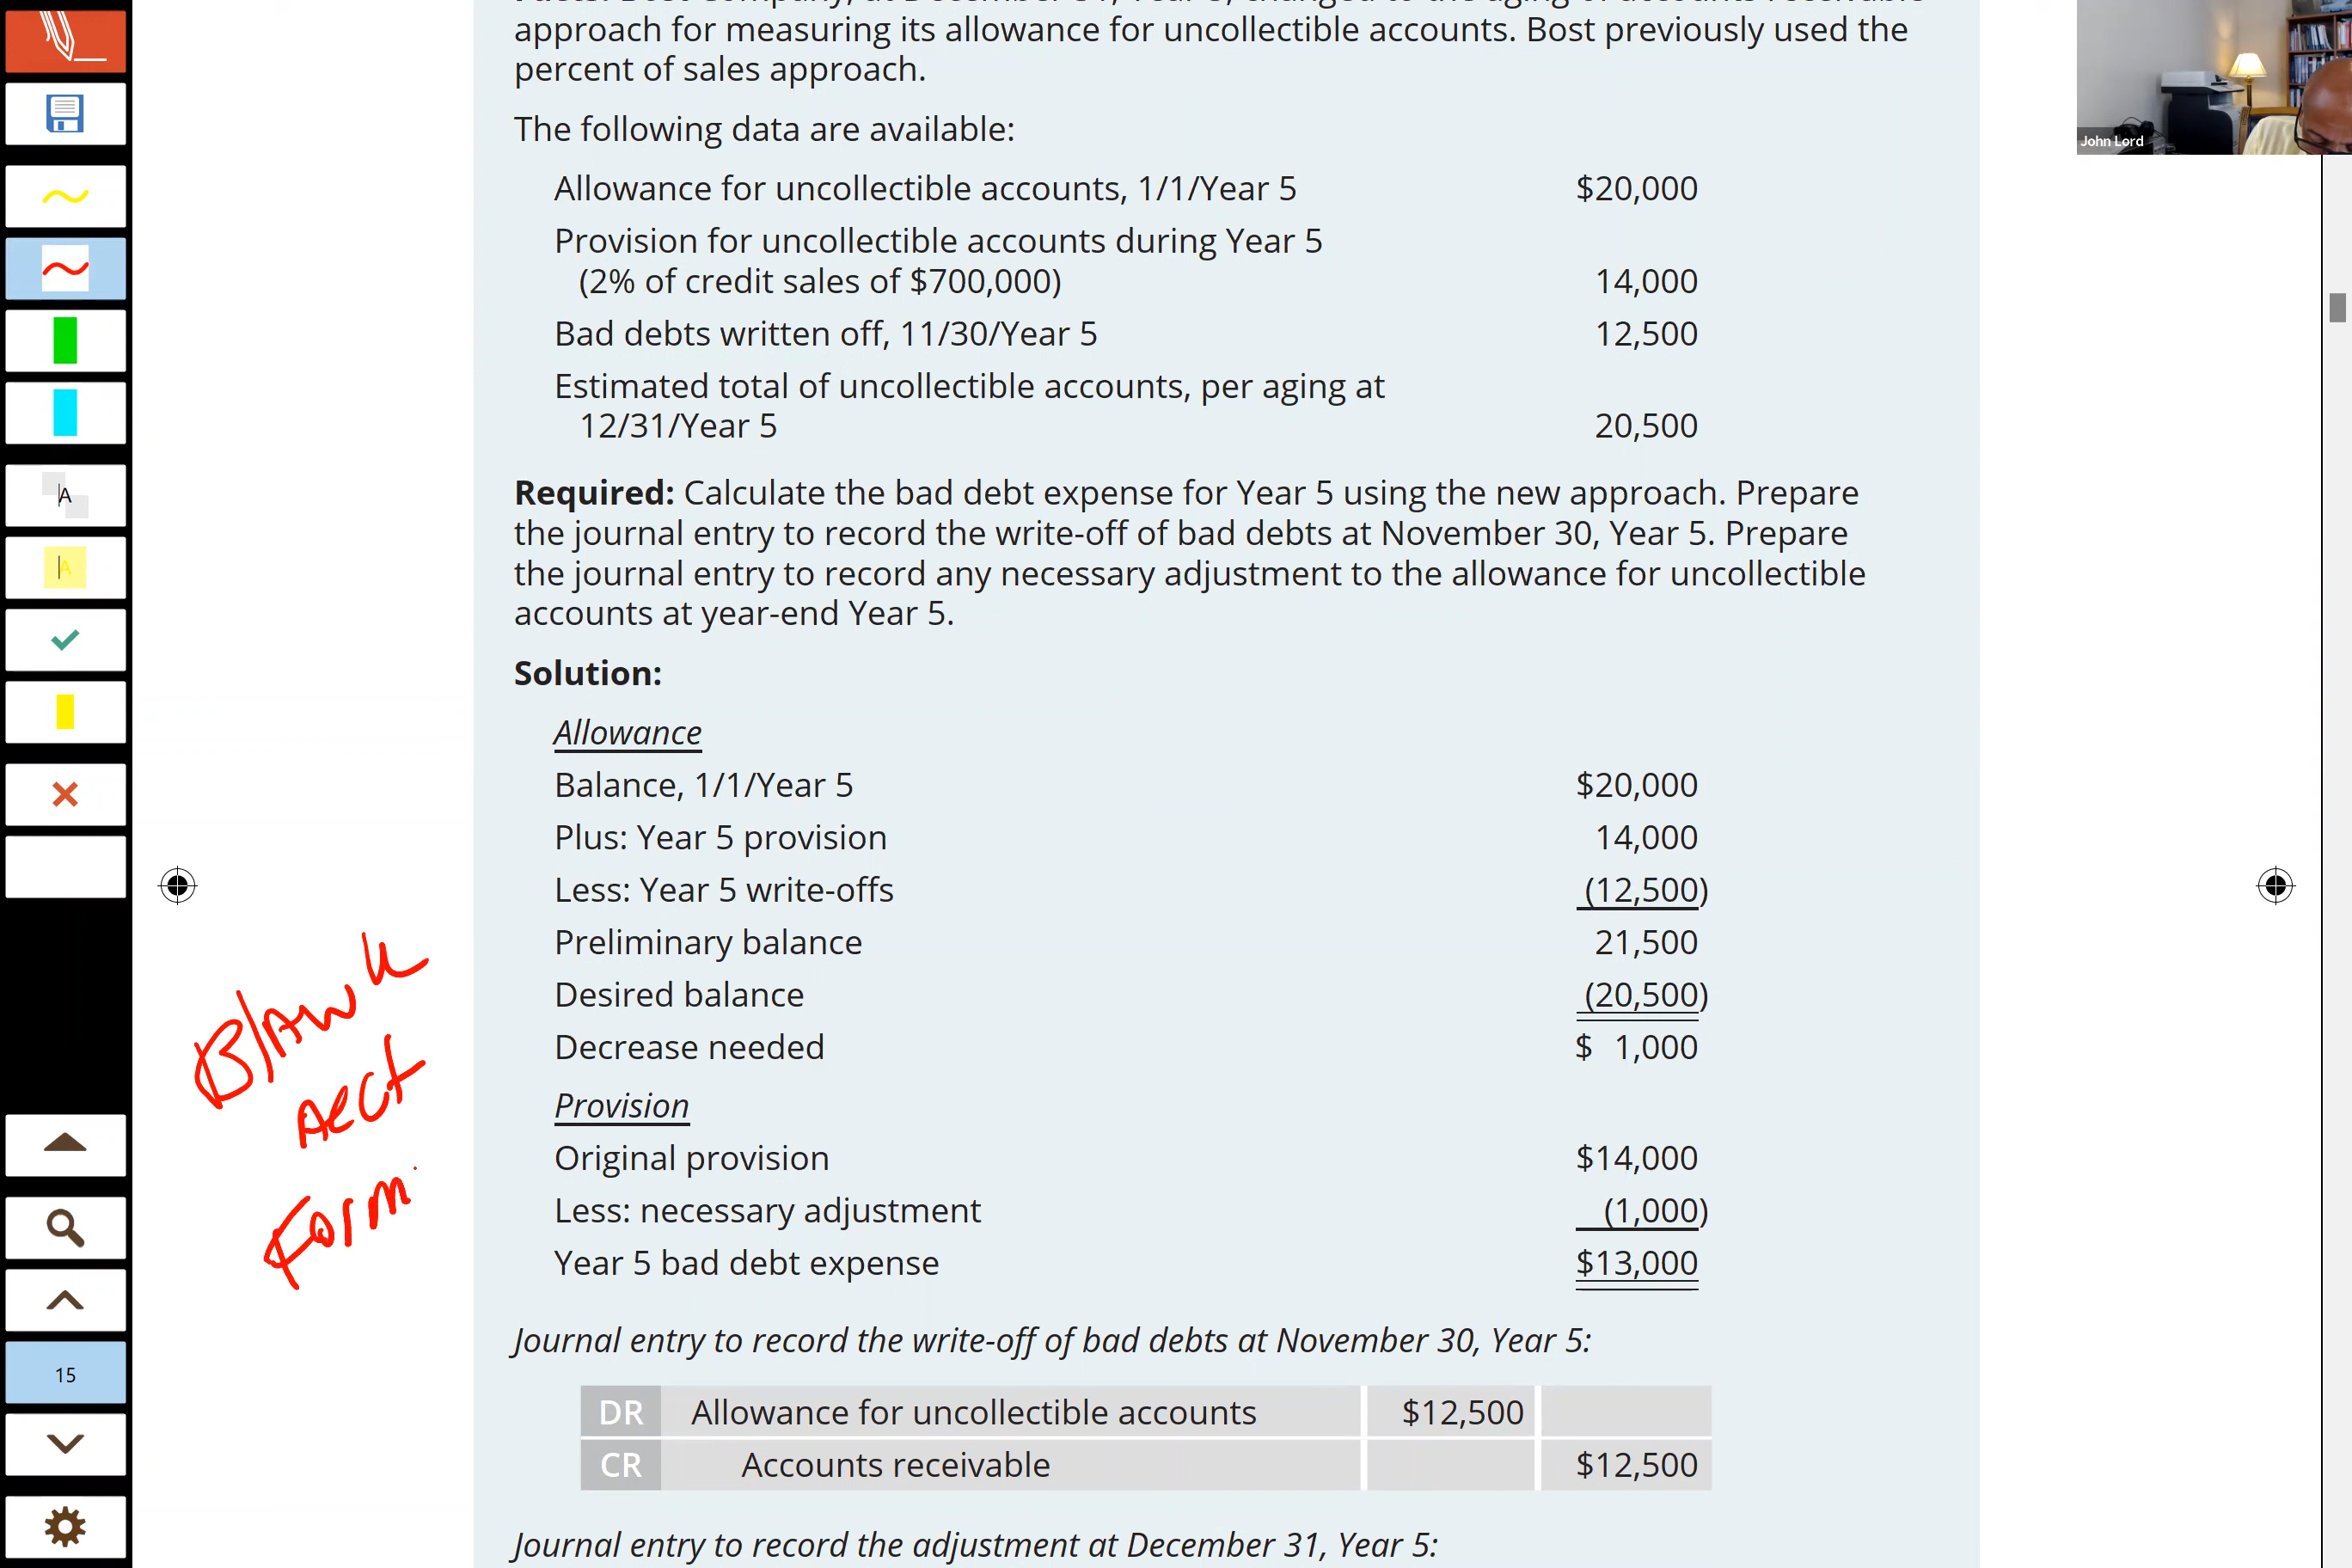 approach for measuring its allowance for uncollectible accounts. Bost previously used the
percent of sales approach.
John Lord
The following data are available:
Allowance for uncollectible accounts, 1/1/Year 5 $20,000
Provision for uncollectible accounts during Year 5
(2% of credit sales of $700,000) 14,000
Bad debts written off, 11/30/Year 5 12,500
Estimated total of uncollectible accounts, per aging at
12/31/Year 5 20,500
A
A
Required: Calculate the bad debt expense for Year 5 using the new approach. Prepare
the journal entry to record the write-off of bad debts at November 30, Year 5. Prepare
the journal entry to record any necessary adjustment to the allowance for uncollectible
accounts at year-end Year 5.
Solution:
Allowance
Balance, 1/1/Year 5 $20,000
Plus: Year 5 provision 14,000
Less: Year 5 write-offs (12,500)
Preliminary balance 21,500
Desired balance (20,500)
Decrease needed $ 1,000
Provision
Original provision $14,000
Less: necessary adjustment (1,000)
Year 5 bad debt expense $13,000
Acct
Form
15
Journal entry to record the write-off of bad debts at November 30, Year 5:
DR Allowance for uncollectible accounts $12,500
CR Accounts receivable $12,500
Journal entry to record the adjustment at December 31, Year 5: